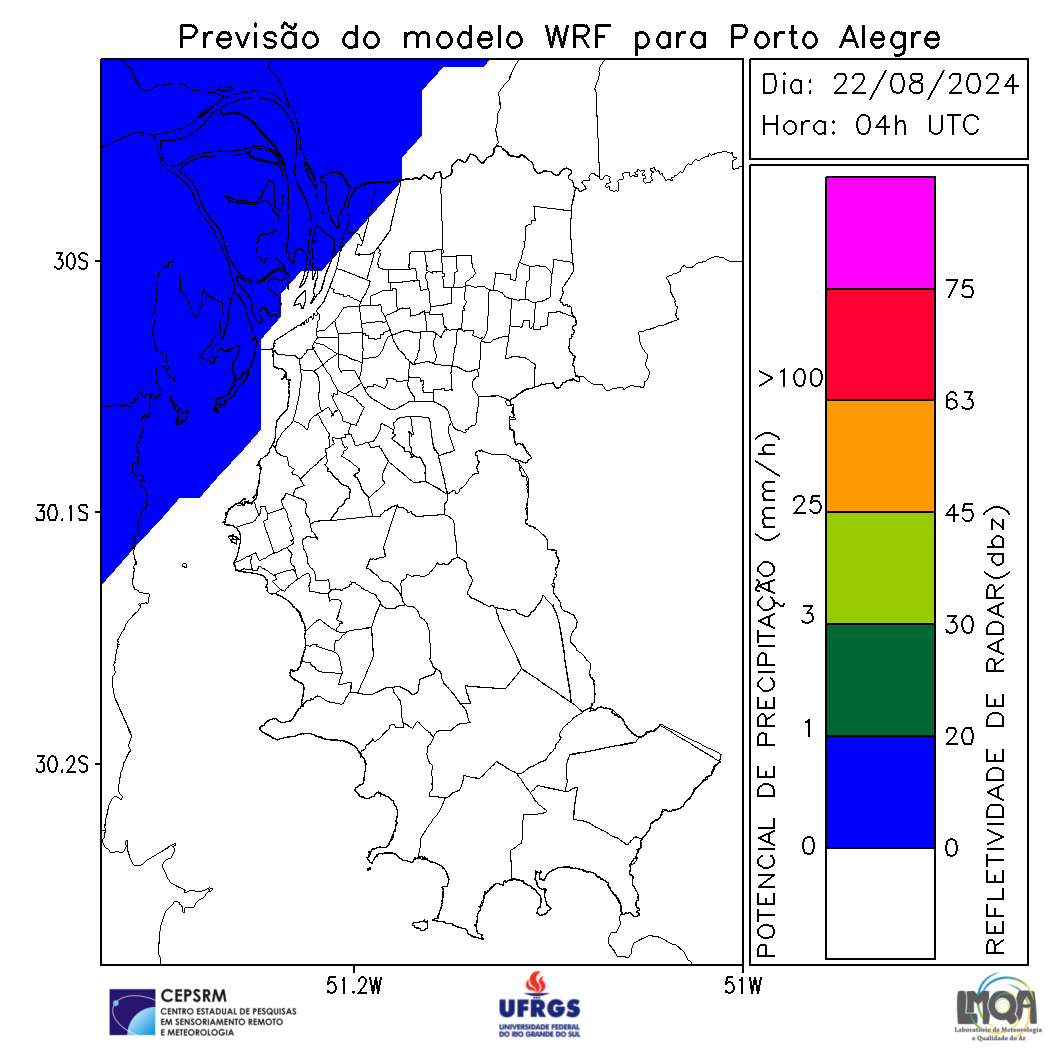 Previsão do modelo WRF para Porto Alegre
Dia: 22/08/2024
Hora: 04h UTC
30S
30.1S
30.2S
51.2W
51W
POTENCIAL DE PRECIPITAÇÃO (mm/h)
>100
25
3
1
0
75
63
45
30
20
0
REFLETIVIDADE DE RADAR(dbz)
CEPSRM
CENTRO ESTADUAL DE PESQUISAS
EM SENSORIAMENTO REMOTO
E METEOROLOGIA
UFRGS
UNIVERSIDADE FEDERAL
DO RIO GRANDE DO SUL
LMQA
Laboratório de Meteorologia
e Qualidade do Ar